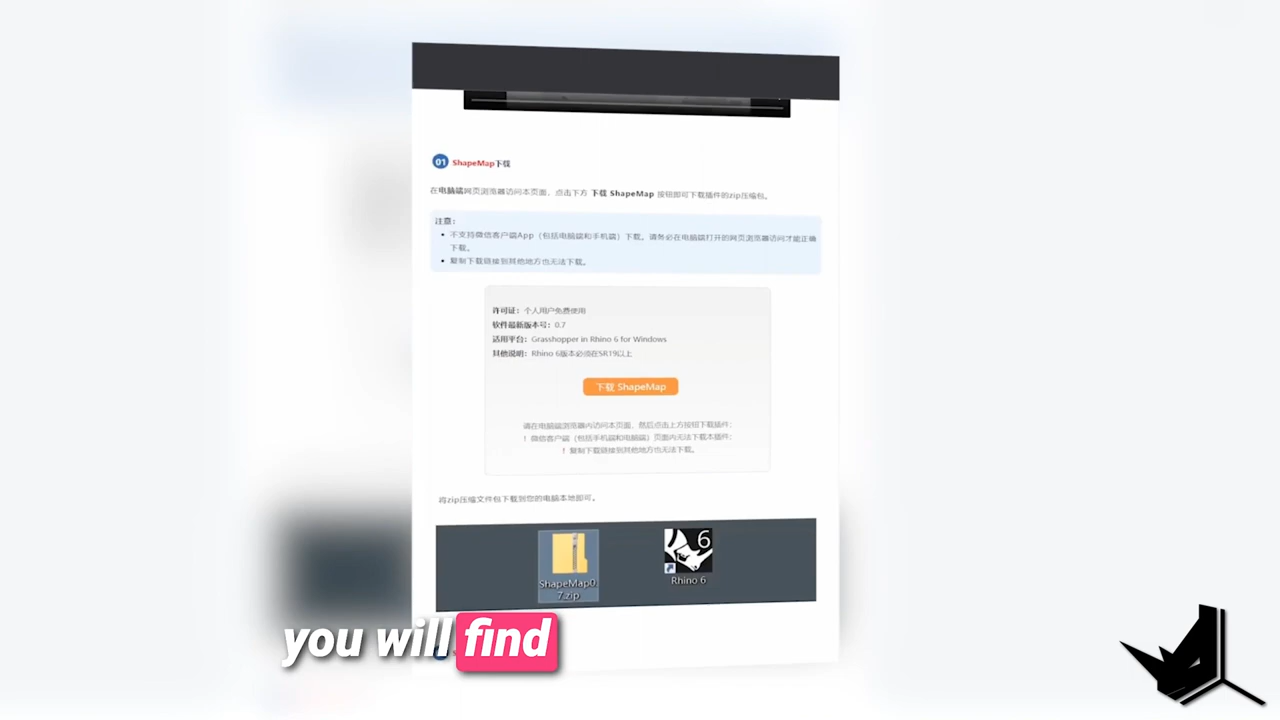 01 ShapeMap下载
在电脑端网页浏览器访问本页面，点击下方 下载 ShapeMap 按钮即可下载插件的zip压缩包。
注意：
• 不支持微信客户端App（包括电脑端和手机端）下载。请务必在电脑端打开的网页浏览器访问才能正确
下载。
• 复制下载链接到其他地方也无法下载。
许可证：个人用户免费使用
软件最新版本号：0.7
适用平台：Grasshopper in Rhino 6 for Windows
其他说明：Rhino 6版本必须在SR19以上
下载 ShapeMap
请在电脑端浏览器内访问本页面，然后点击上方按钮下载插件；
！微信客户端（包括手机端和电脑端）页面内无法下载本插件；
！复制下载链接到其他地方也无法下载。
将zip压缩文件包下载到您的电脑本地即可。
ShapeMap0.
7.zip
6
Rhino 6
you will find